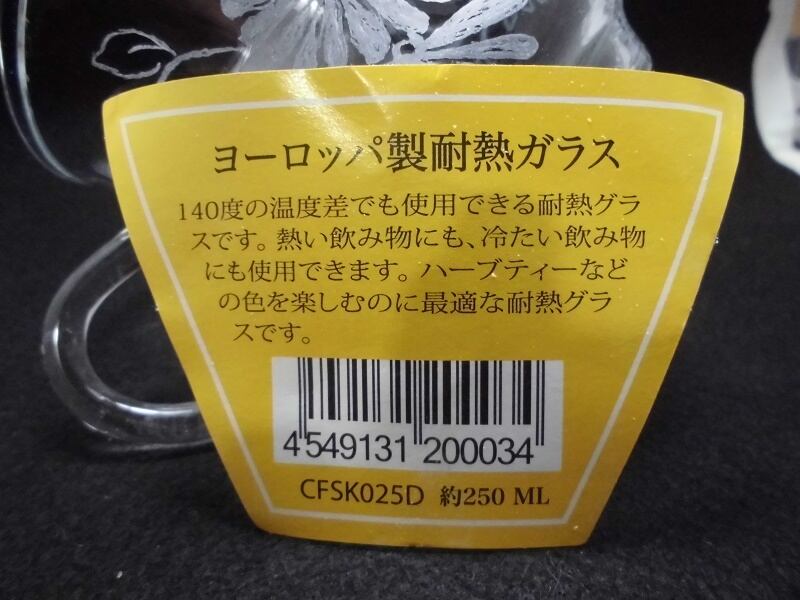 ヨーロッパ製耐熱ガラス
140度の温度差でも使用できる耐熱グラ
スです。熱い飲み物にも、冷たい飲み物
にも使用できます。ハーブティーなど
の色を楽しむのに最適な耐熱グラ
スです。
4 549131 200034
CFSK025D 約250 ML